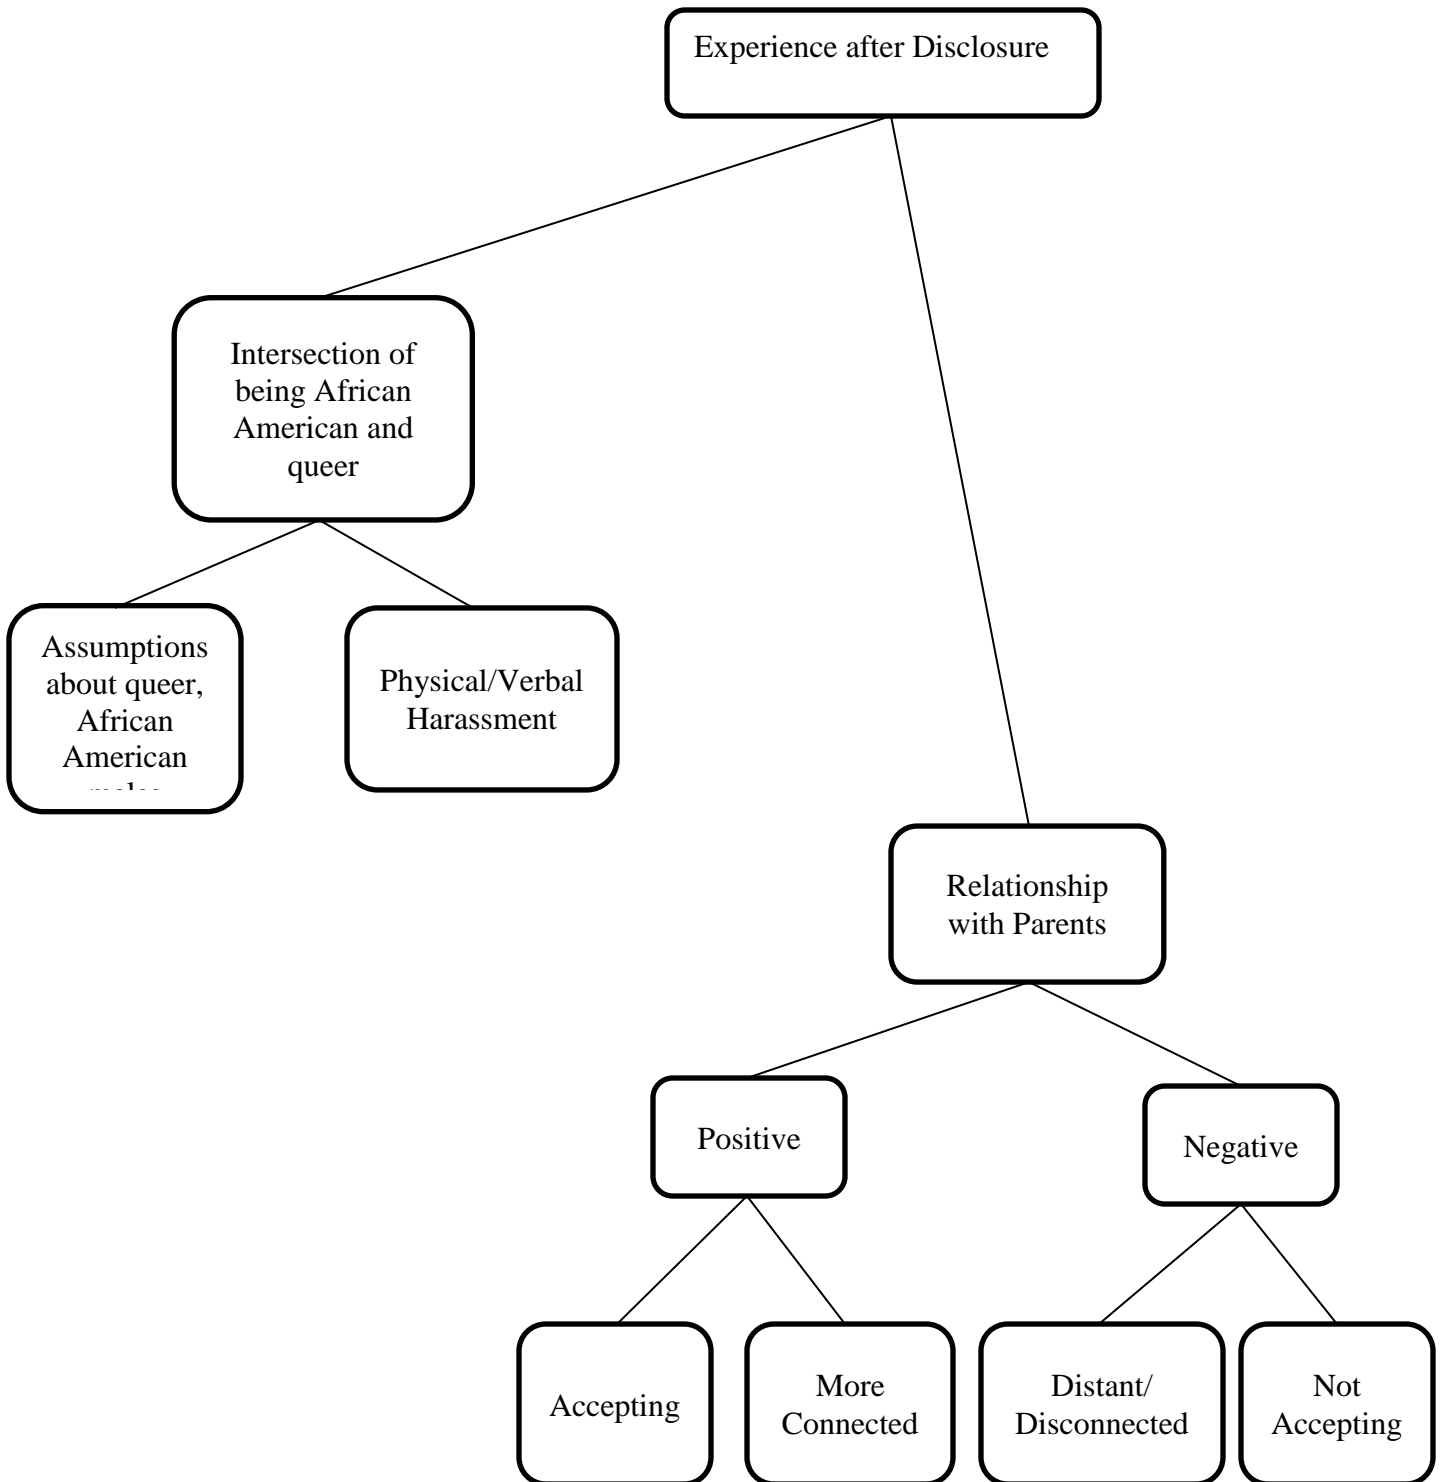 Experience after Disclosure
Intersection of
being African
American and
queer
Assumptions
about queer,
African
American
Physical/Verbal
Harassment
Relationship
with Parents
Positive
Negative
Accepting
More
Connected
Distant/
Disconnected
Not
Accepting